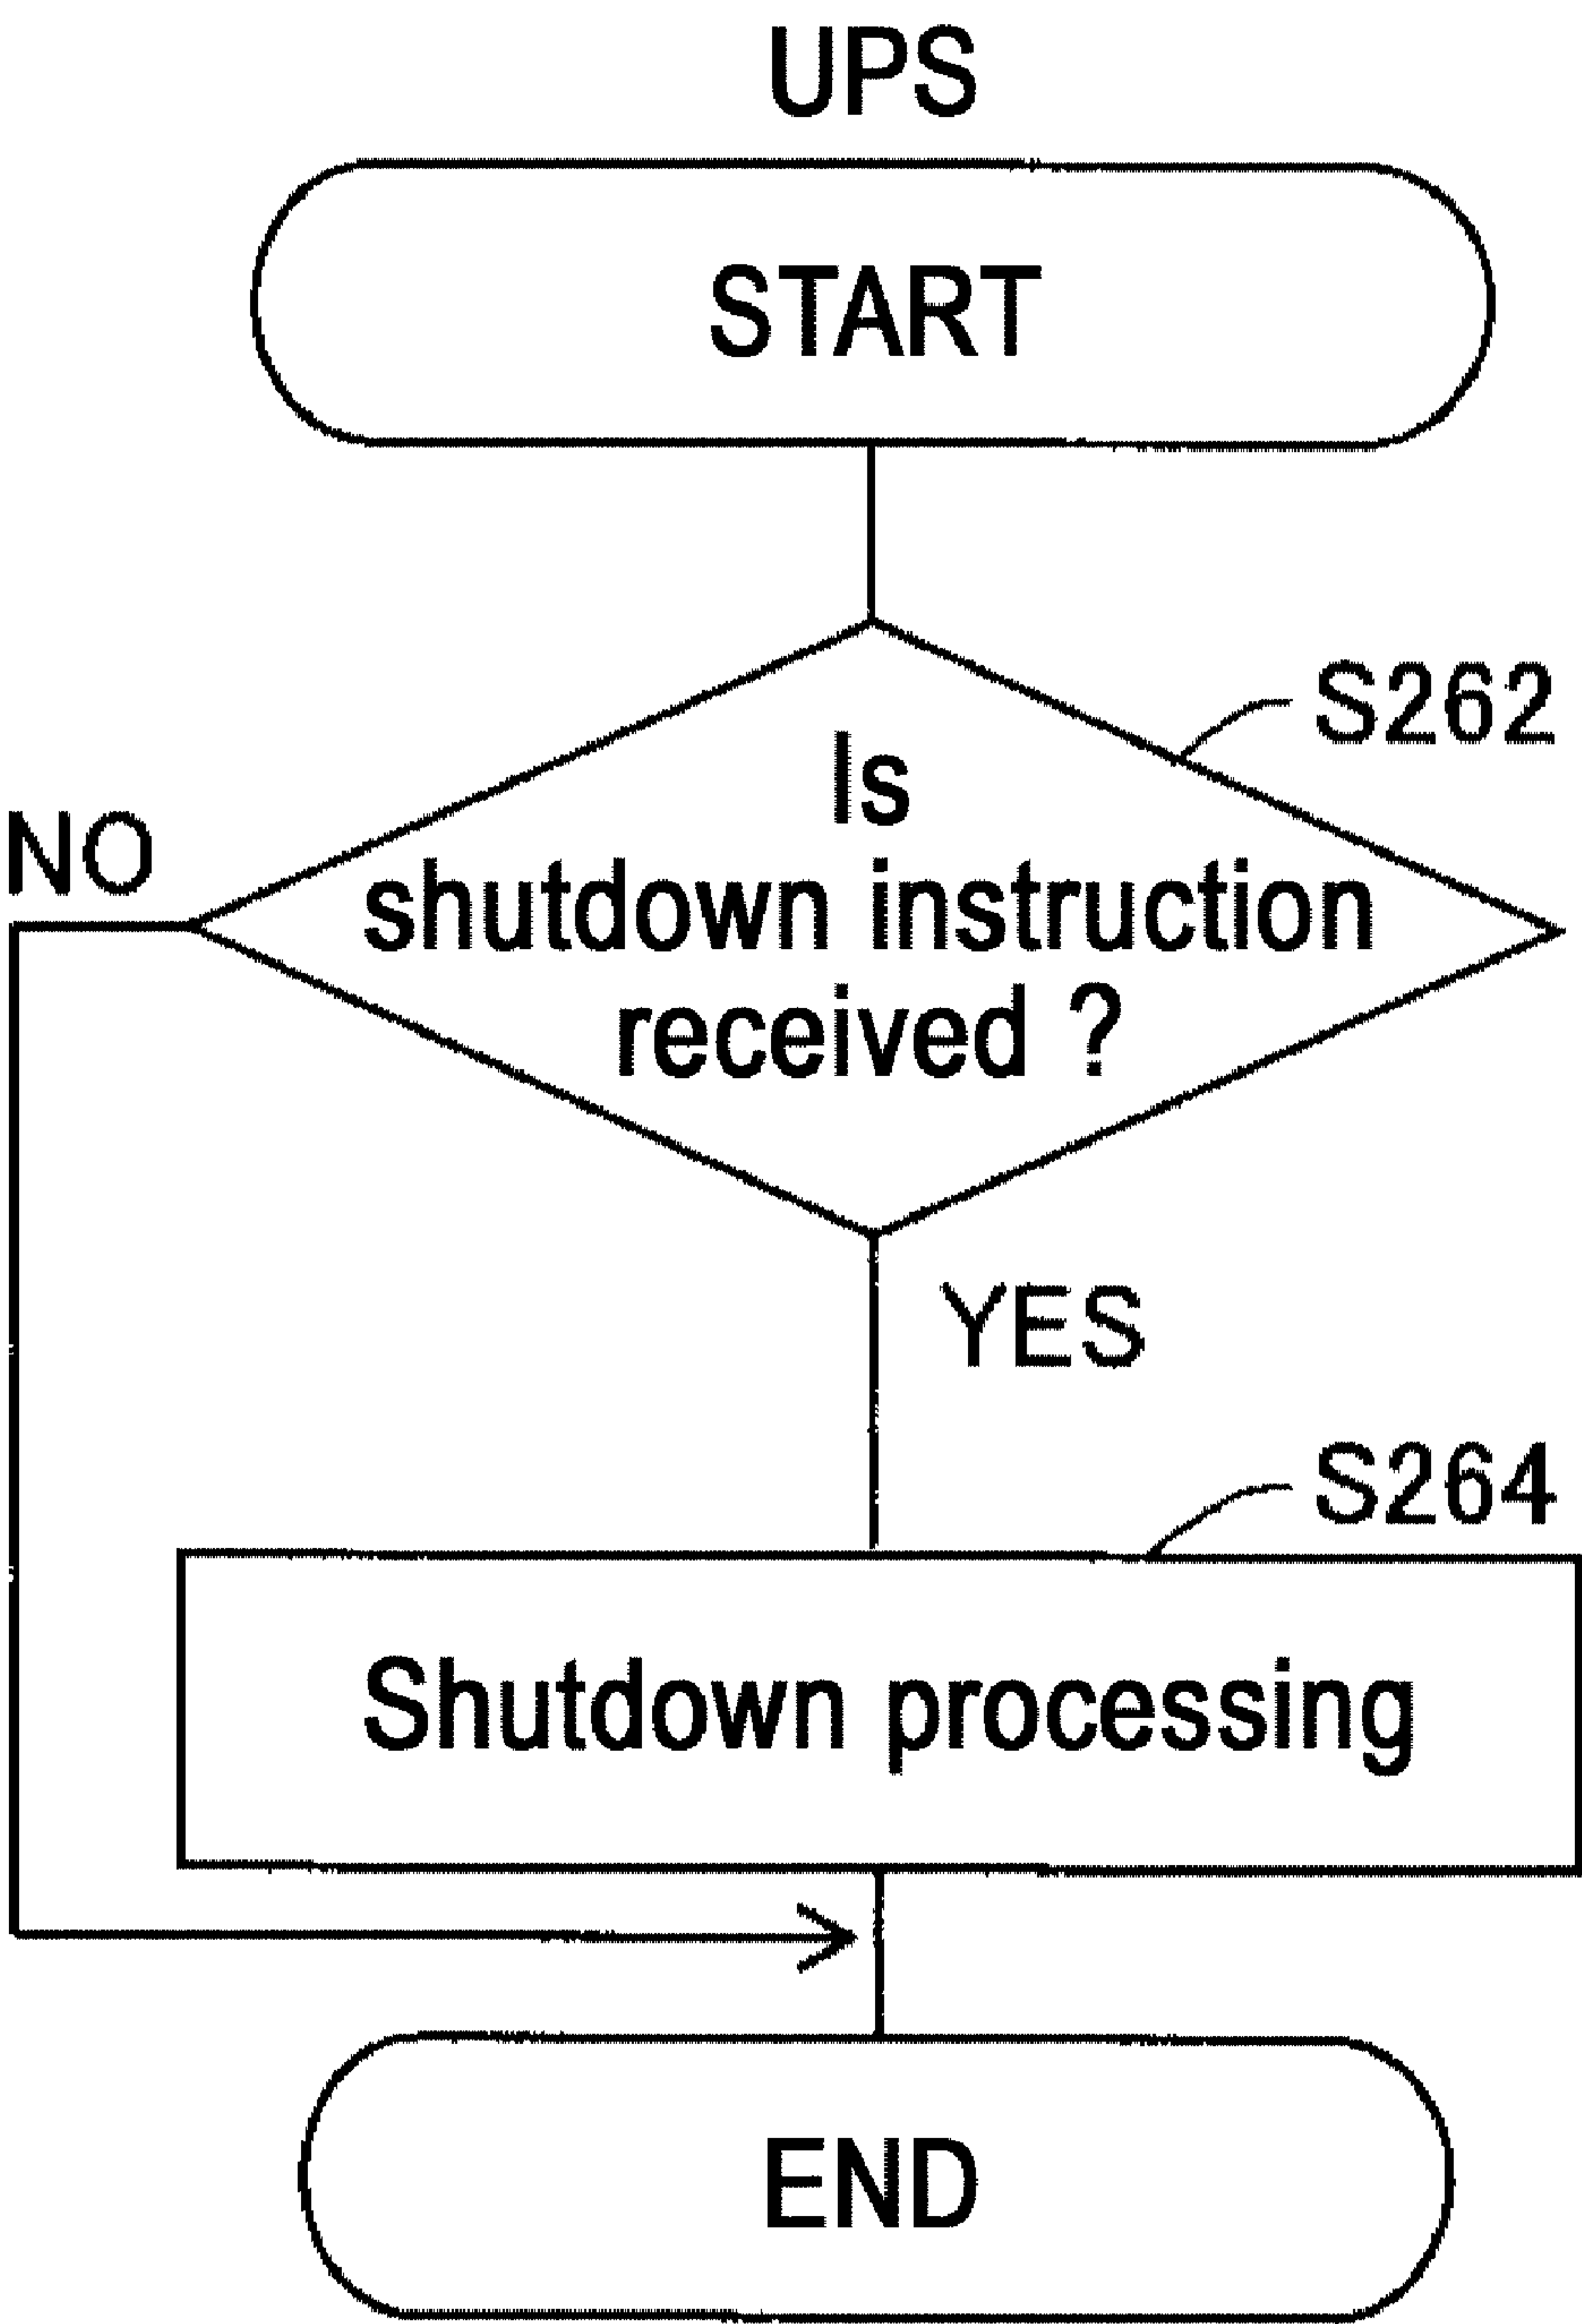 UPS
START
S262
Is
shutdown instruction
received ?
NO
YES
S264
Shutdown processing
END